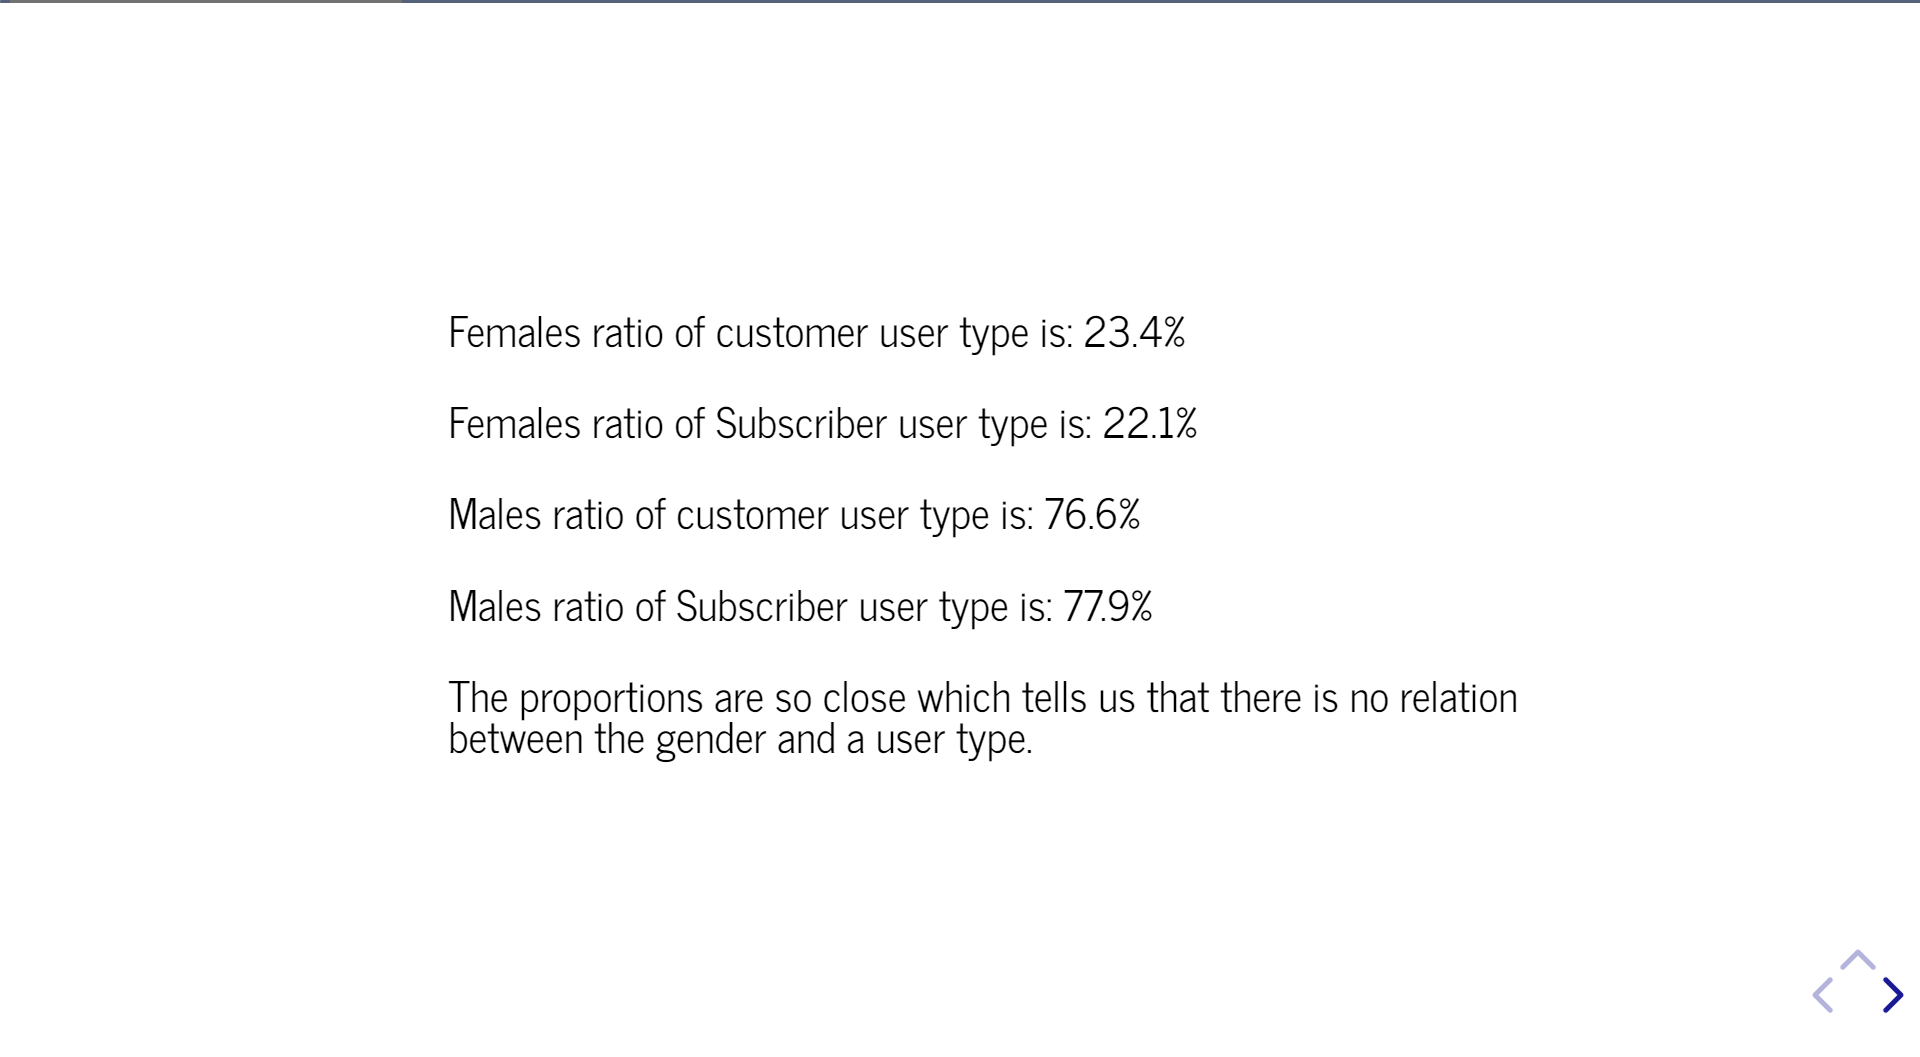 Females ratio of customer user type is: 23.4%
Females ratio of Subscriber user type is: 22.1%
Males ratio of customer user type is: 76.6%
Males ratio of Subscriber user type is: 77.9%
The proportions are so close which tells us that there is no relation
between the gender and a user type.